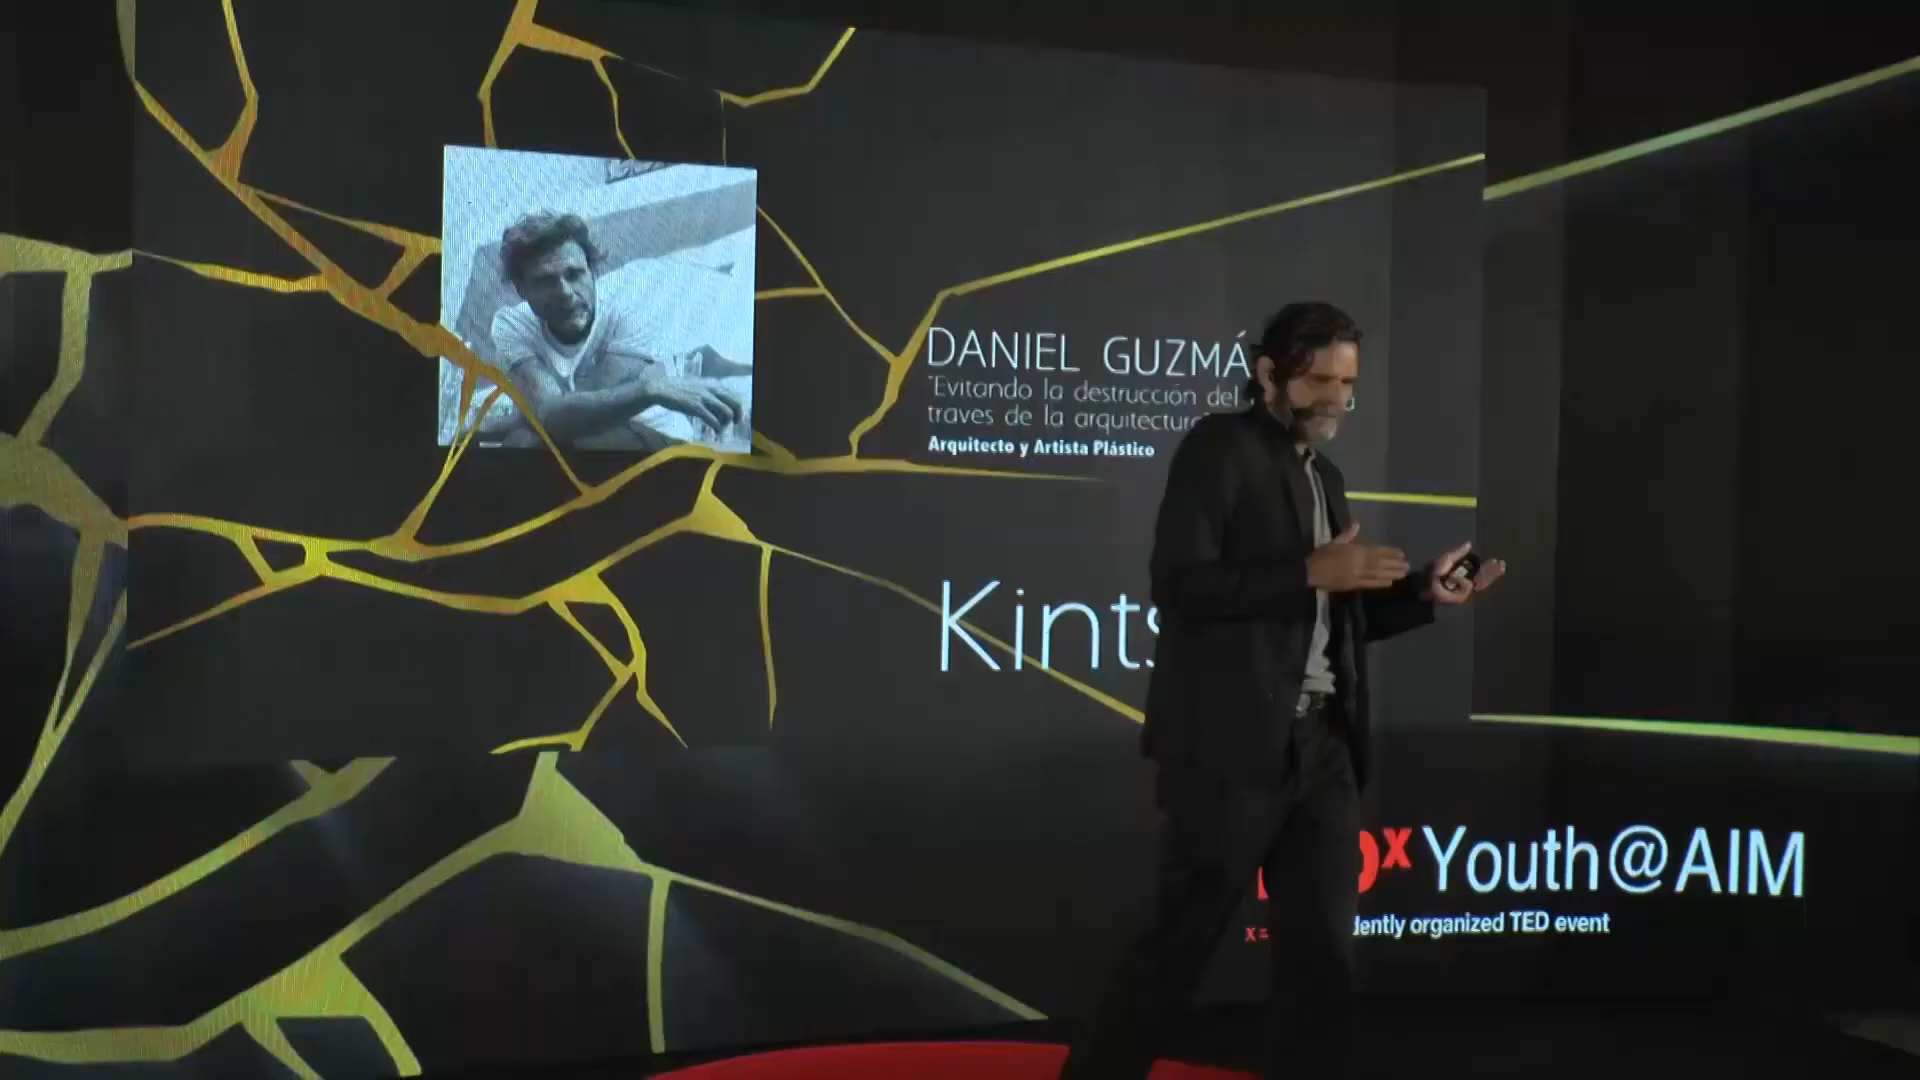 DANIEL GUZMÁ
"Evitando la destrucción del
traves de la arquitectura"
Arquitecto y Artista Plástico
Kints
x Youth@AIM
x = dently organized TED event